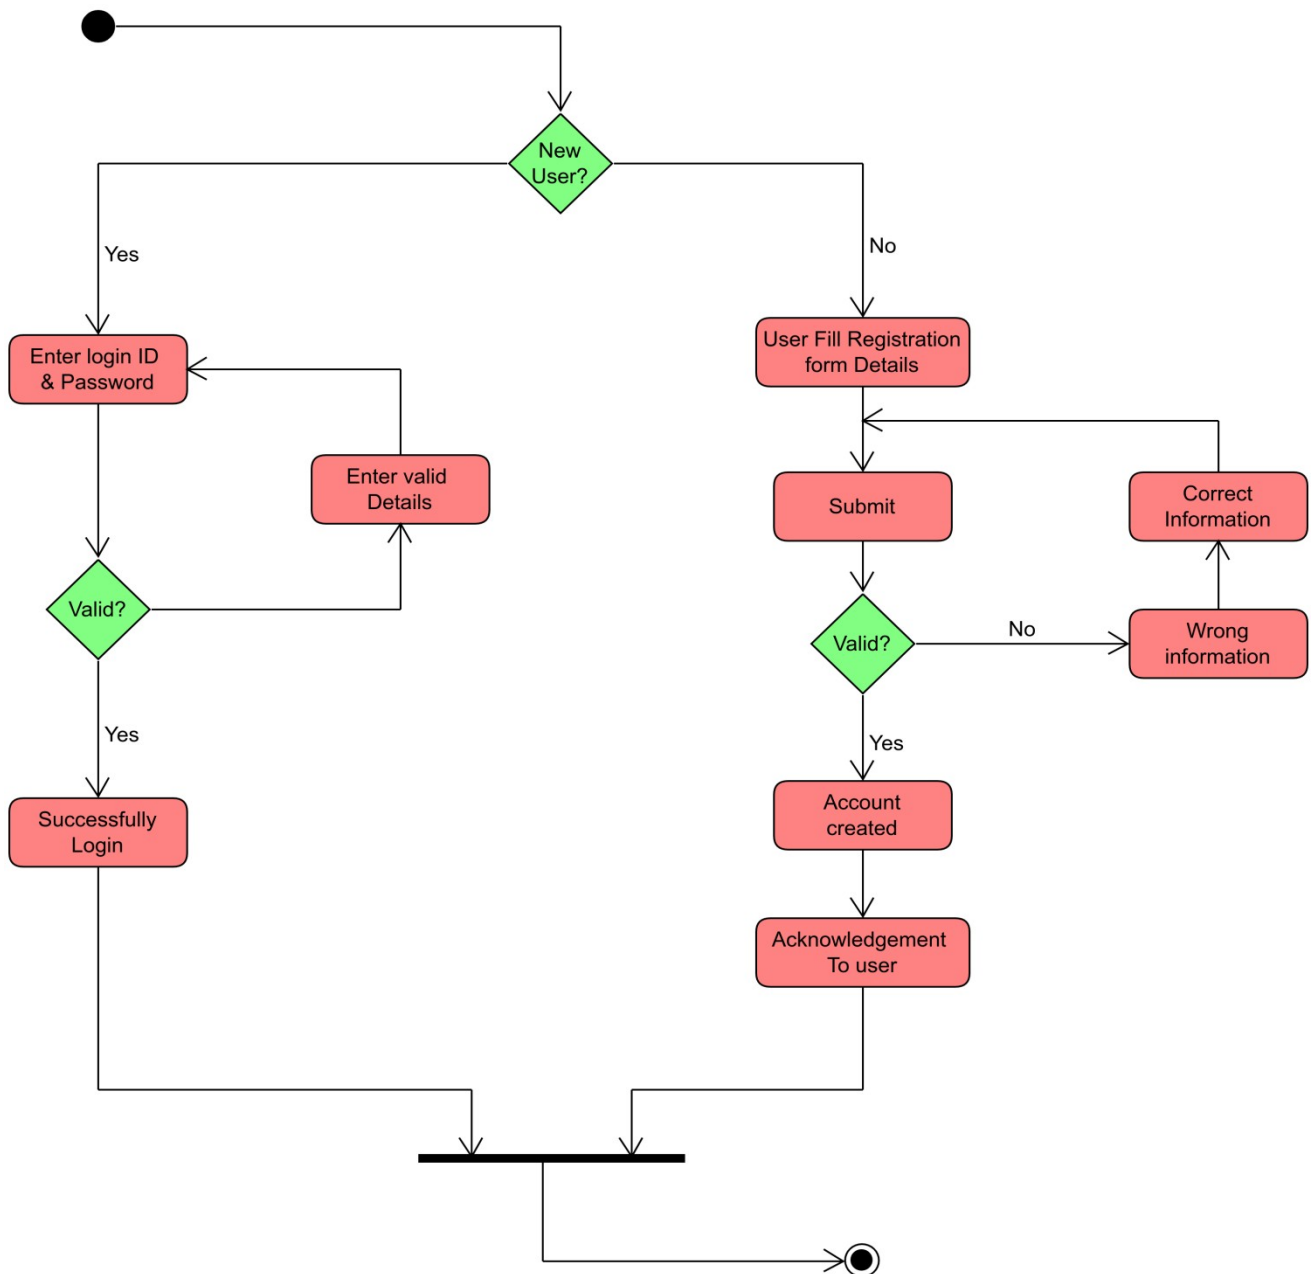 New
User?
Yes
No
Enter login ID
& Password
User Fill Registration
form Details
Enter valid
Details
Submit
Correct
Information
Valid?
Valid?
No
Wrong
information
Yes
Yes
Successfully
Login
Account
created
Acknowledgement
To user